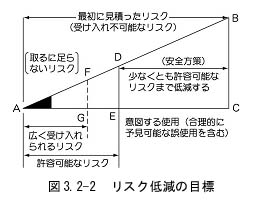 最初に見積ったリスク
(受け入れ不可能なリスク)
B
取るに足ら
ないリスク
D
(安全方策)
少なくとも許容可能な
リスクまで低減する
F
A
G
E
C
広く受け入れ
られるリスク
意図する使用(合理的に
予見可能な誤使用を含む)
許容可能なリスク
図3.2-2 リスク低減の目標